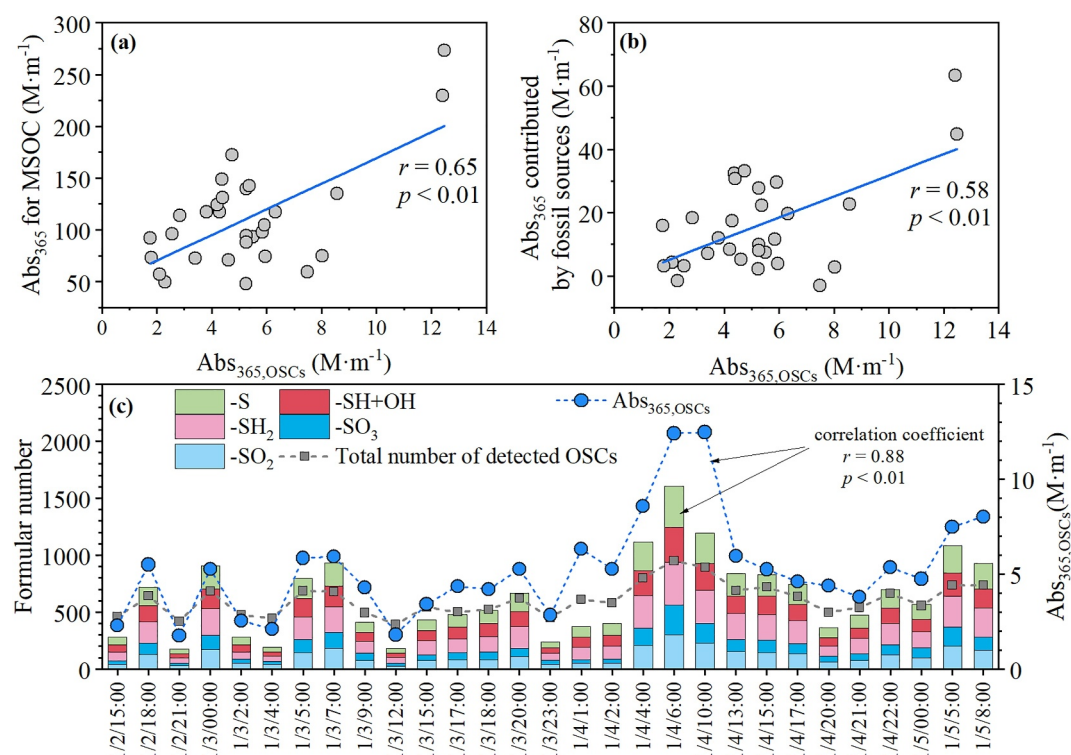 (a)
300
250
200
150
100
50
Abs365 for MSOC (M·m-1)
r = 0.65
p < 0.01
0 2 4 6 8 10 12 14
Abs365,OSCs (M·m-1)
(b)
80
60
40
20
0
Abs365 contributed
by fossil sources (M·m-1)
r = 0.58
p < 0.01
0 2 4 6 8 10 12 14
Abs365,OSCs (M·m-1)
(c)
2500
2000
1500
1000
500
0
Formular number
-S
-SH+OH
Abs365,OSCs
-SH2
-SO3
-SO2
Total number of detected OSCs
correlation coefficient
r = 0.88
p < 0.01
15
10
5
0
Abs365,OSCs(M·m-1)
/2/15:00
/2/18:00
/2/21:00
/3/00:00
1/3/2:00
1/3/4:00
1/3/5:00
1/3/7:00
1/3/9:00
/3/12:00
/3/15:00
/3/17:00
/3/18:00
/3/20:00
/3/23:00
1/4/1:00
1/4/2:00
1/4/4:00
1/4/6:00
/4/10:00
/4/13:00
/4/15:00
/4/17:00
/4/20:00
/4/21:00
/4/22:00
/5/00:00
1/5/5:00
1/5/8:00